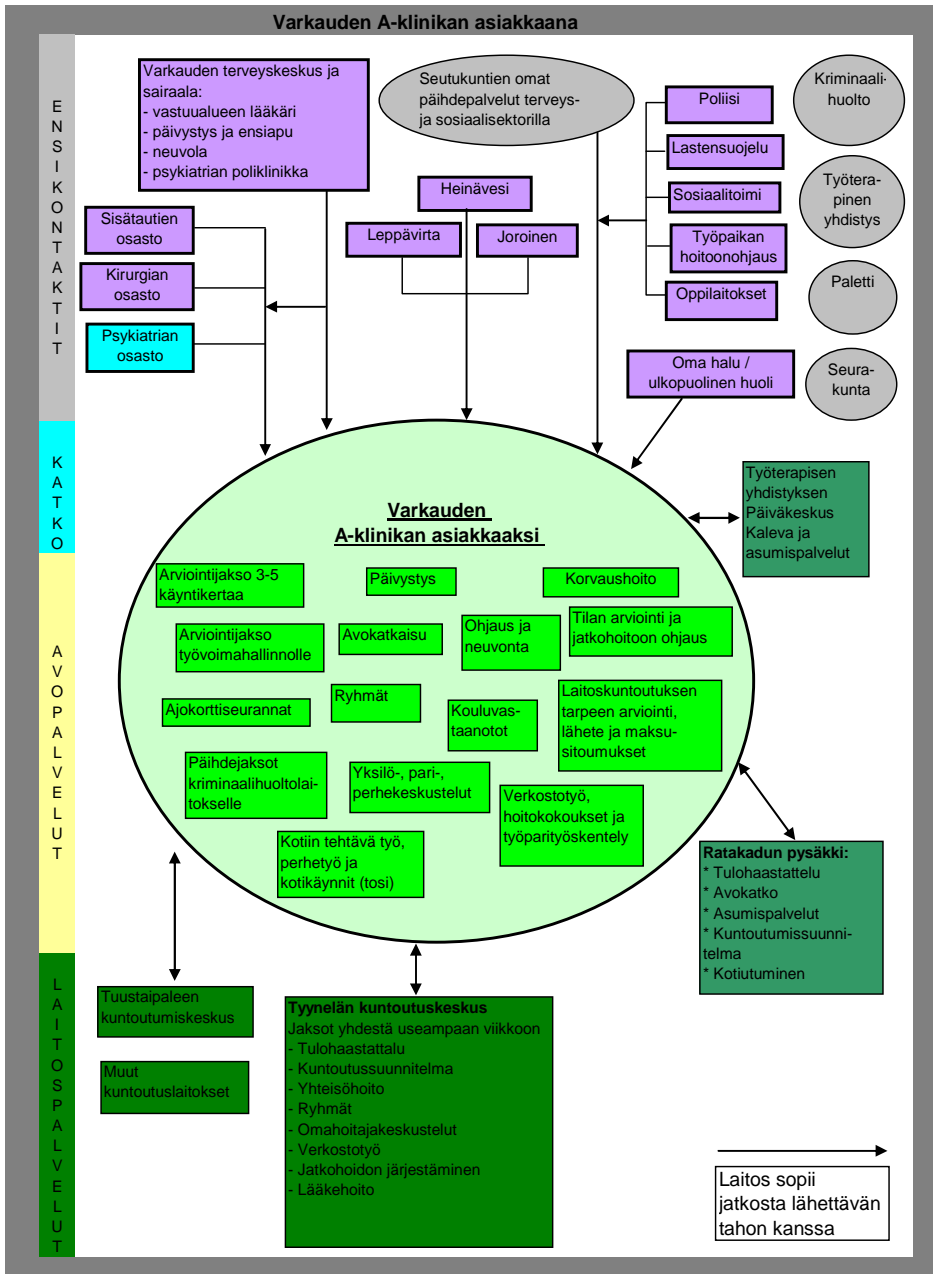 Varkauden A-klinikan asiakkaana
ENSIKONTAKTIT
Varkauden terveyskeskus ja
sairaala:
- vastuualueen lääkäri
- päivystys ja ensiapu
- neuvola
- psykiatrian poliklinikka
Seutukuntien omat
päihdepalvelut terveys-
ja sosiaalisektorilla
Poliisi
Kriminaali-
huolto
Lastensuojelu
Sosiaalitoimi
Työtera-
pinen
yhdistys
Työpaikan
hoitoonohjaus
Oppilaitokset
Paletti
Heinävesi
Leppävirta
Joroinen
Sisätautien
osasto
Kirurgian
osasto
Psykiatrian
osasto
Oma halu /
ulkopuolinen huoli
Seura-
kunta
KATKO
Varkauden
A-klinikan asiakkaaksi
Työterapisen
yhdistyksen
Päiväkeskus
Kaleva ja
asumispalvelut
AVOPALVELUT
Arviointijakso 3-5
käyntikertaa
Päivystys
Korvaushoito
Arviointijakso
työvoimahallinnolle
Avokatkaisu
Ohjaus ja
neuvonta
Tilan arviointi ja
jatkohoitoon ohjaus
Ajokorttiseurannat
Ryhmät
Kouluvas-
taanotot
Laitoskuntoutuksen
tarpeen arviointi,
lähete ja maksu-
sitoumukset
Päihdejaksot
kriminaalihuoltolai-
tokselle
Yksilö-, pari-,
perhekeskustelut
Verkostotyö,
hoitokokoukset ja
työparityöskentely
Kotiin tehtävä työ,
perhetyö ja
kotikäynnit (tosi)
Ratakadun pysäkki:
* Tulohaastattelu
* Avokatko
* Asumispalvelut
* Kuntoutumissuunni-
telma
* Kotiutuminen
LAITOSPALVELUT
Tuustaipaleen
kuntoutumiskeskus
Muut
kuntoutuslaitokset
Tyynelän kuntoutuskeskus
Jaksot yhdestä useampaan viikkoon
- Tulohaastattalu
- Kuntoutussuunnitelma
- Yhteisöhoito
- Ryhmät
- Omahoitajakeskustelut
- Verkostotyö
- Jatkohoidon järjestäminen
- Lääkehoito
Laitos sopii
jatkosta lähettävän
tahon kanssa